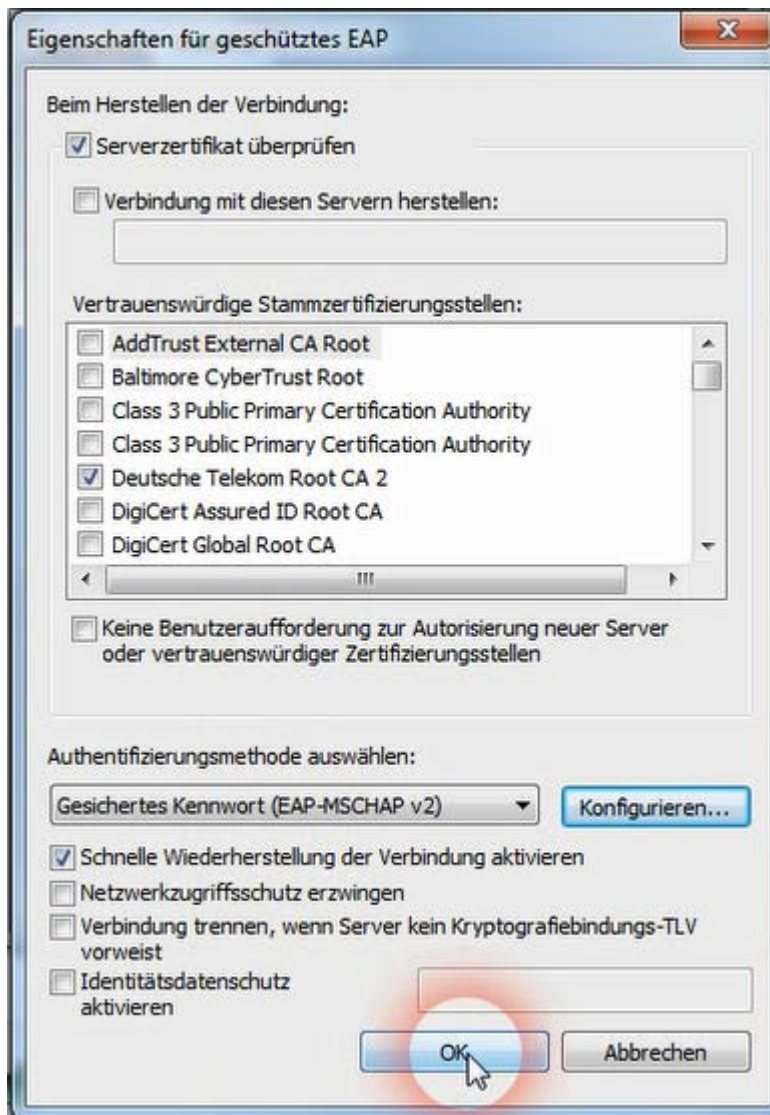 Eigenschaften für geschütztes EAP
Beim Herstellen der Verbindung:
Serverzertifikat überprüfen
Verbindung mit diesen Servern herstellen:
Vertrauenswürdige Stammzertifizierungsstellen:
AddTrust External CA Root
Baltimore CyberTrust Root
Class 3 Public Primary Certification Authority
Class 3 Public Primary Certification Authority
Deutsche Telekom Root CA 2
DigiCert Assured ID Root CA
DigiCert Global Root CA
Keine Benutzeraufforderung zur Autorisierung neuer Server
oder vertrauenswürdiger Zertifizierungsstellen
Authentifizierungsmethode auswählen:
Gesichertes Kennwort (EAP-MSCHAP v2) Konfigurieren...
Schnelle Wiederherstellung der Verbindung aktivieren
Netzwerkzugriffsschutz erzwingen
Verbindung trennen, wenn Server kein Kryptografiebindungs-TLV
vorweist
Identitätsdatenschutz
aktivieren
OK Abbrechen